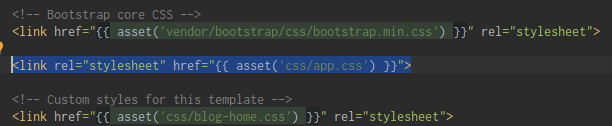 <!-- Bootstrap core CSS -->
<link href="{{ asset('vendor/bootstrap/css/bootstrap.min.css') }}" rel="stylesheet">
<link rel="stylesheet" href="{{ asset('css/app.css') }}">
<!-- Custom styles for this template -->
<link href="{{ asset('css/blog-home.css') }}" rel="stylesheet">